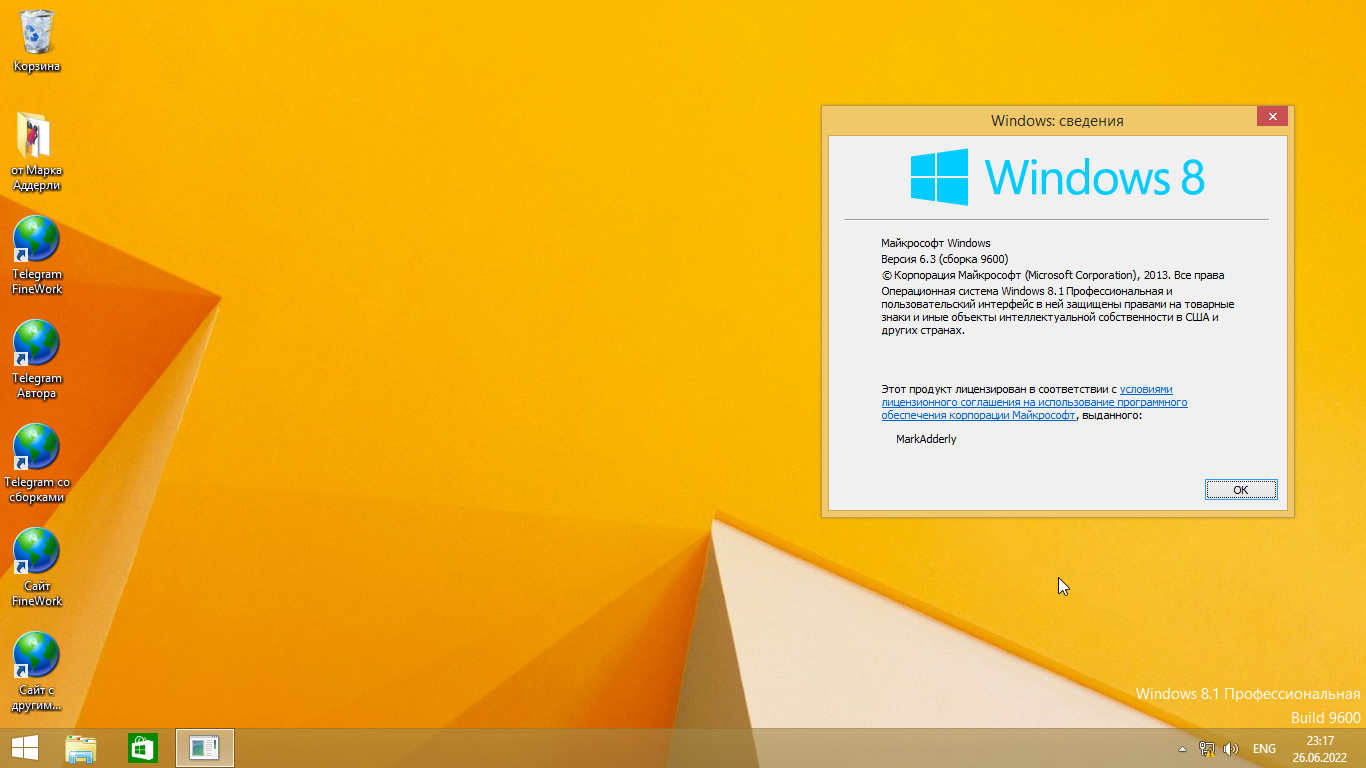 Корзина
от Марка
Аддерли
Telegram
FineWork
Telegram
Автора
Telegram со
сборками
Сайт
FineWork
Сайт с
другим...
Windows: сведения
Windows 8
Майкрософт Windows
Версия 6.3 (сборка 9600)
© Корпорация Майкрософт (Microsoft Corporation), 2013. Все права
Операционная система Windows 8.1 Профессиональная и
пользовательский интерфейс в ней защищены правами на товарные
знаки и иные объекты интеллектуальной собственности в США и
других странах.
Этот продукт лицензирован в соответствии с условиями
лицензионного соглашения на использование программного
обеспечения корпорации Майкрософт, выданного:
MarkAdderly
OK
Windows 8.1 Профессиональная
Build 9600
ENG
23:17
26.06.2022